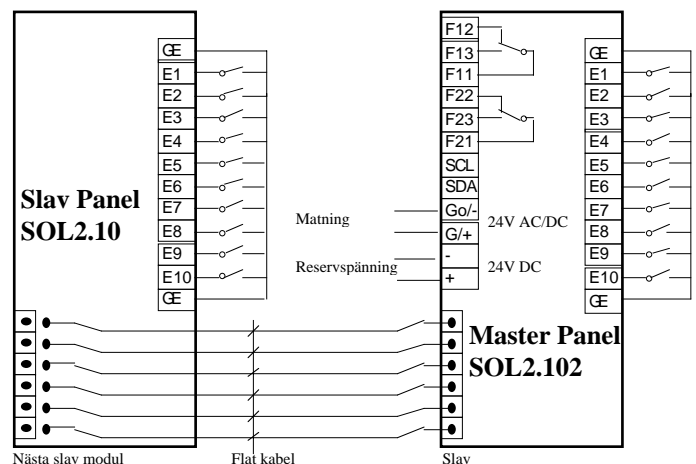 GE
E1
E2
E3
E4
E5
E6
E7
E8
E9
E10
GE
Slav Panel
SOL2.10
F12
F13
F11
F22
F23
F21
SCL
SDA
Go/-
G/+
-
+
Matning
24V AC/DC
Reservspänning
24V DC
GE
E1
E2
E3
E4
E5
E6
E7
E8
E9
E10
GE
Master Panel
SOL2.102
Nästa slav modul
Flat kabel
Slav